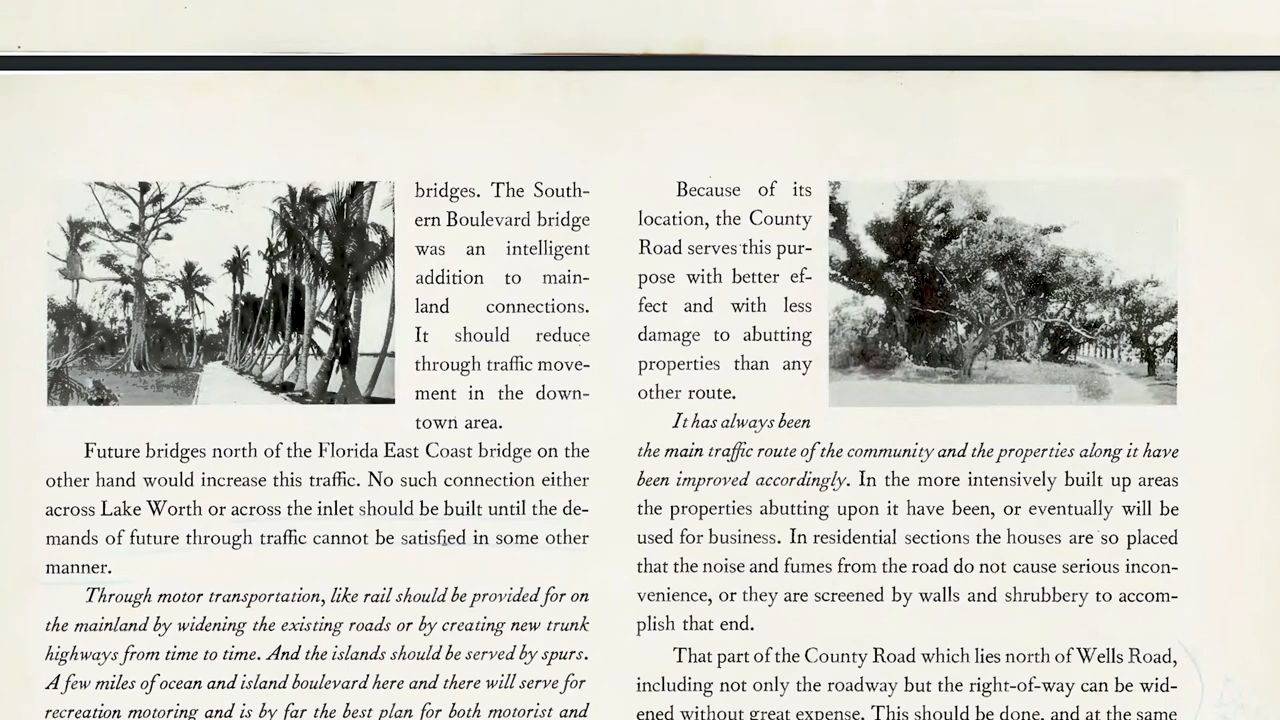 bridges. The South-
ern Boulevard bridge
was an intelligent
addition to main-
land connections.
It should reduce
through traffic move-
ment in the down-
town area.
Future bridges north of the Florida East Coast bridge on the
other hand would increase this traffic. No such connection either
across Lake Worth or across the inlet should be built until the de-
mands of future through traffic cannot be satisfied in some other
manner.
Through motor transportation, like rail should be provided for on
the mainland by widening the existing roads or by creating new trunk
highways from time to time. And the islands should be served by spurs.
A few miles of ocean and island boulevard here and there will serve for
recreation motoring and is by far the best plan for both motorist and
Because of its
location, the County
Road serves this pur-
pose with better ef-
fect and with less
damage to abutting
properties than any
other route.
It has always been
the main traffic route of the community and the properties along it have
been improved accordingly. In the more intensively built up areas
the properties abutting upon it have been, or eventually will be
used for business. In residential sections the houses are so placed
that the noise and fumes from the road do not cause serious incon-
venience, or they are screened by walls and shrubbery to accom-
plish that end.
That part of the County Road which lies north of Wells Road,
including not only the roadway but the right-of-way can be wid-
ened without great expense. This should be done, and at the same